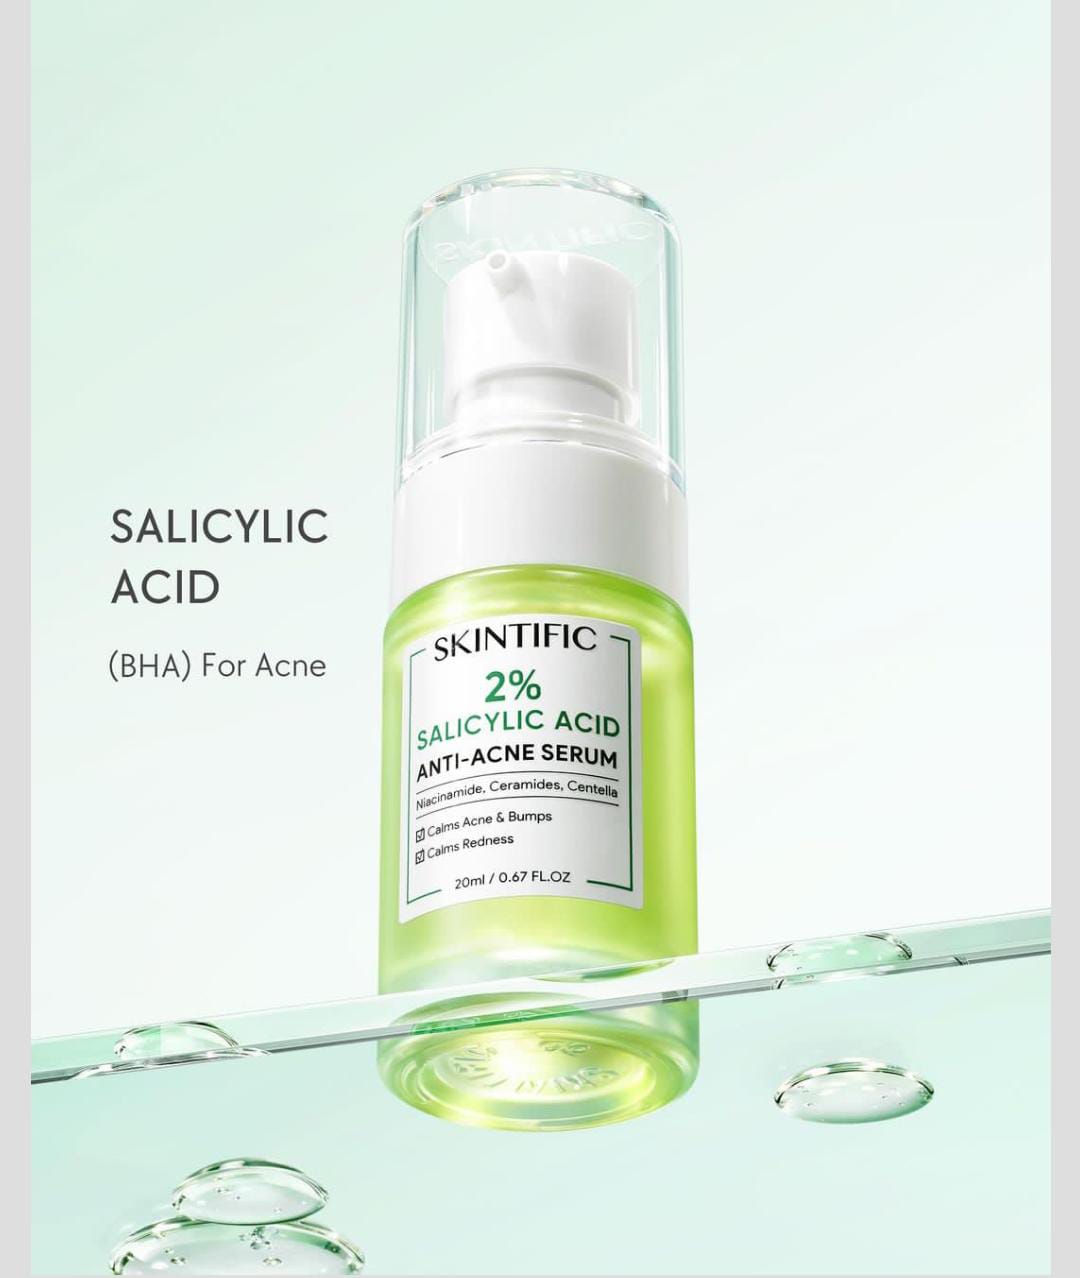 SKINTIFIC
SALICYLIC
ACID
(BHA) For Acne
SKINTIFIC
2%
SALICYLIC ACID
ANTI-ACNE SERUM
Niacinamide, Ceramides, Centella
Calms Acne & Bumps
Calms Redness
20ml / 0.67 FL.OZ